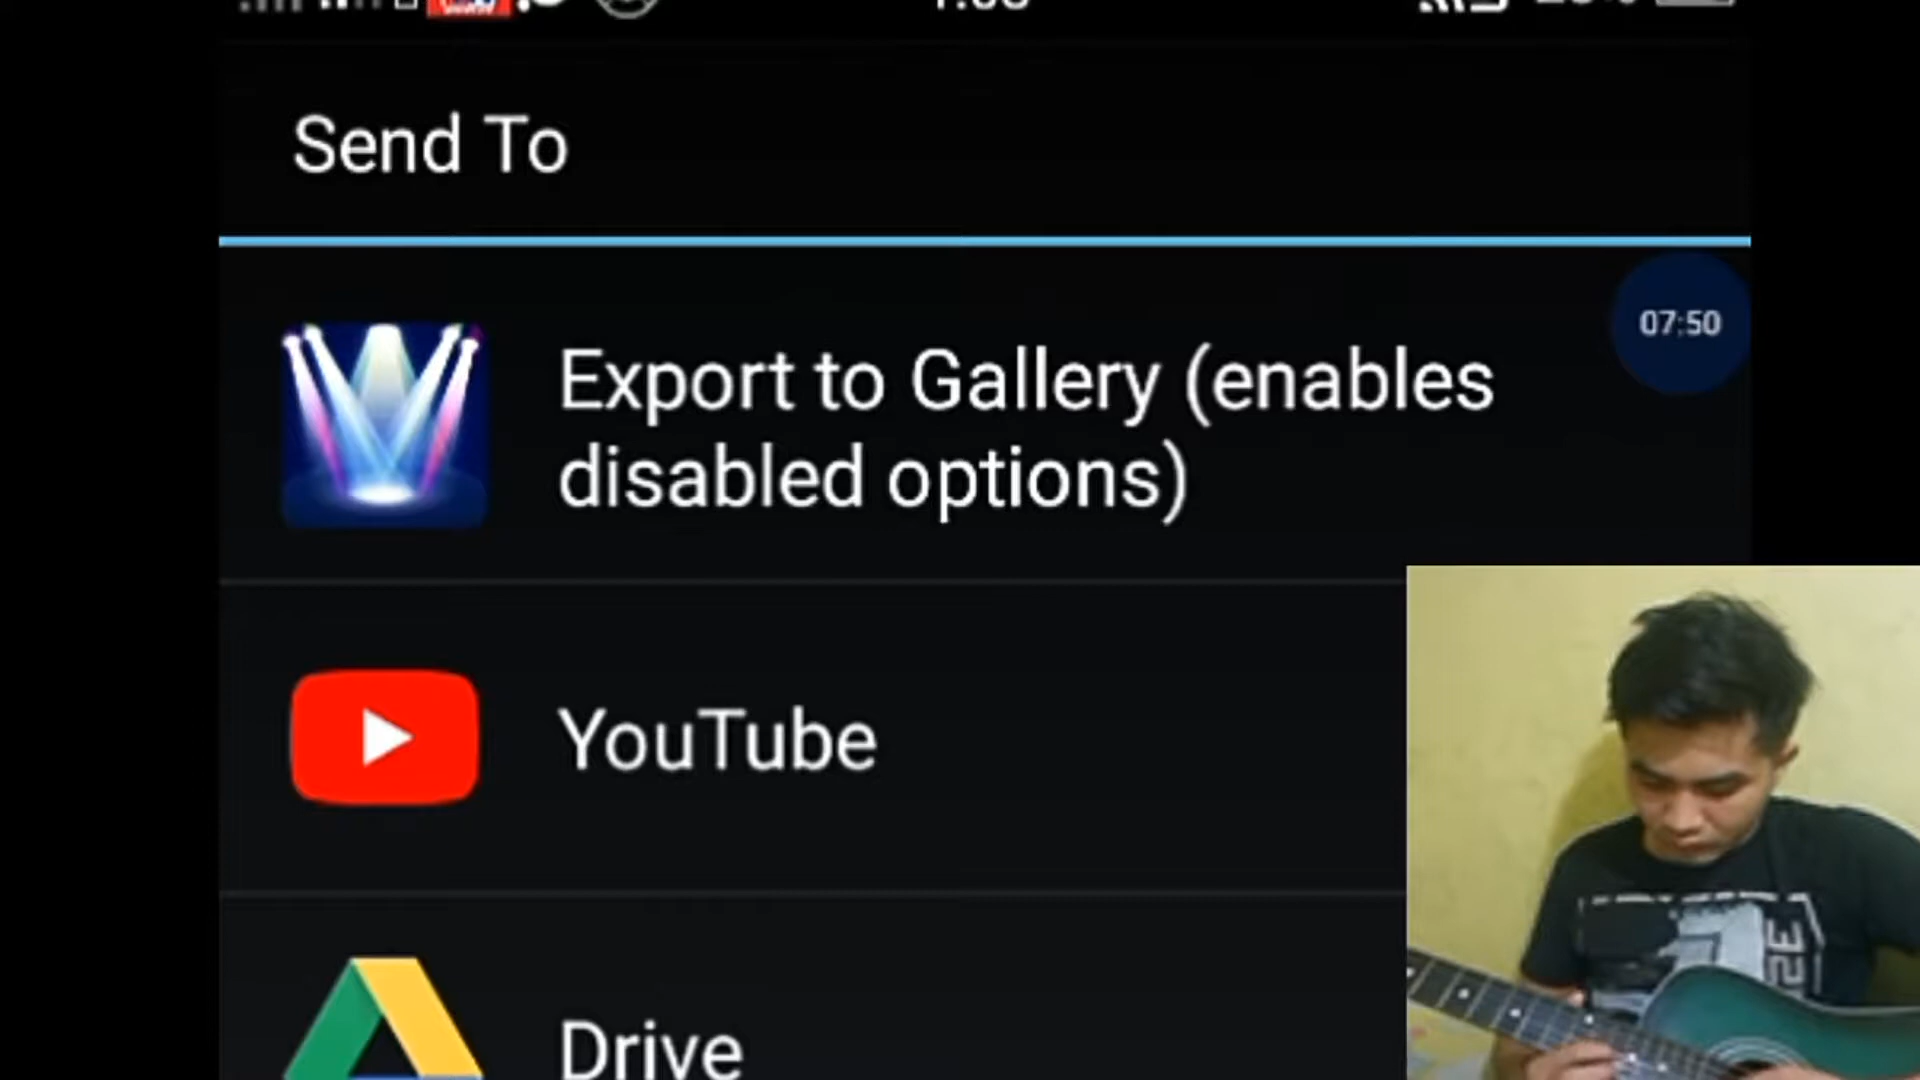 Send To
07:50
Export to Gallery (enables
disabled options)
YouTube
Drive